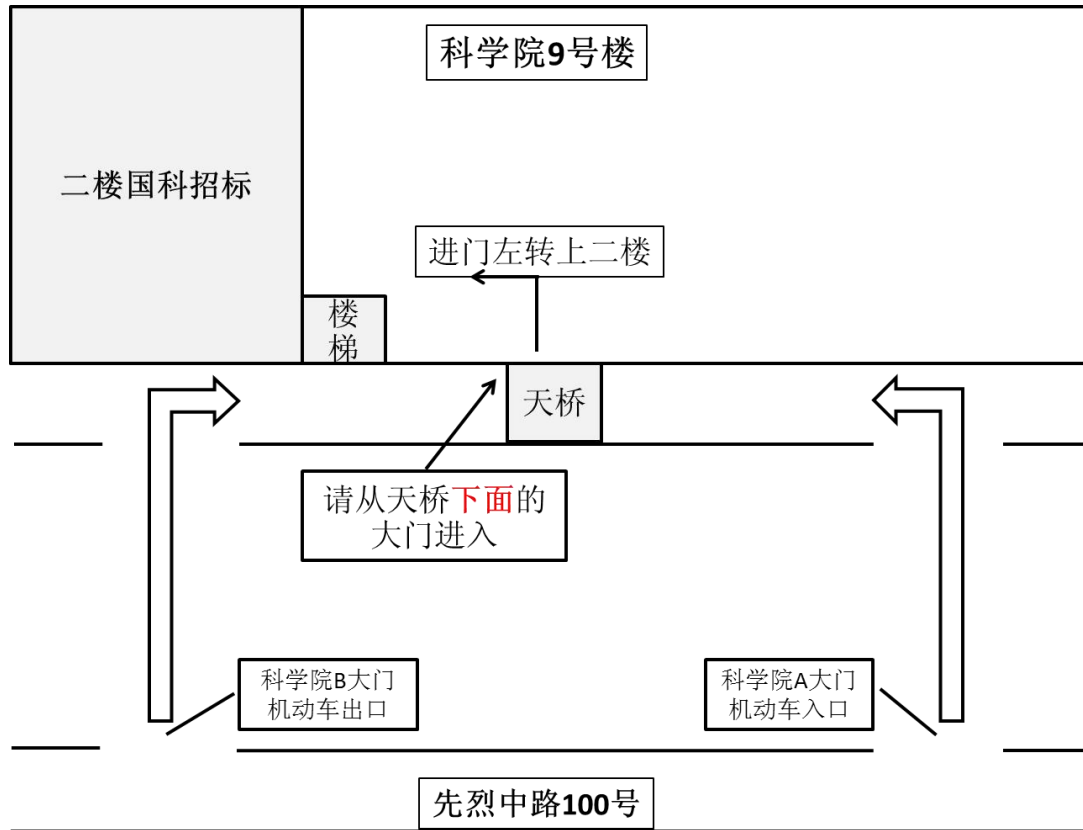 科学院9号楼
二楼国科招标
进门左转上二楼
楼
梯
天桥
请从天桥下面的
大门进入
科学院B大门
机动车出口
科学院A大门
机动车入口
先烈中路100号